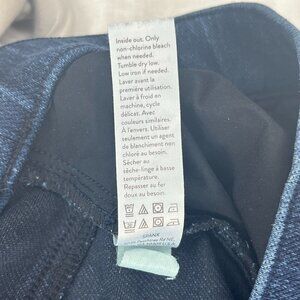 Inside out. Only
non-chlorine bleach
when needed.
Tumble dry low.
Low iron if needed.
Laver avant la
première utilisation.
Laver à froid en
machine, cycle
délicat. Avec
couleurs similaires.
À l'envers. Utiliser
seulement un agent
de blanchiment non
chloré au besoin.
Sécher au
sèche-linge à basse
température.
Repasser au fer
doux au besoin.
SPANX